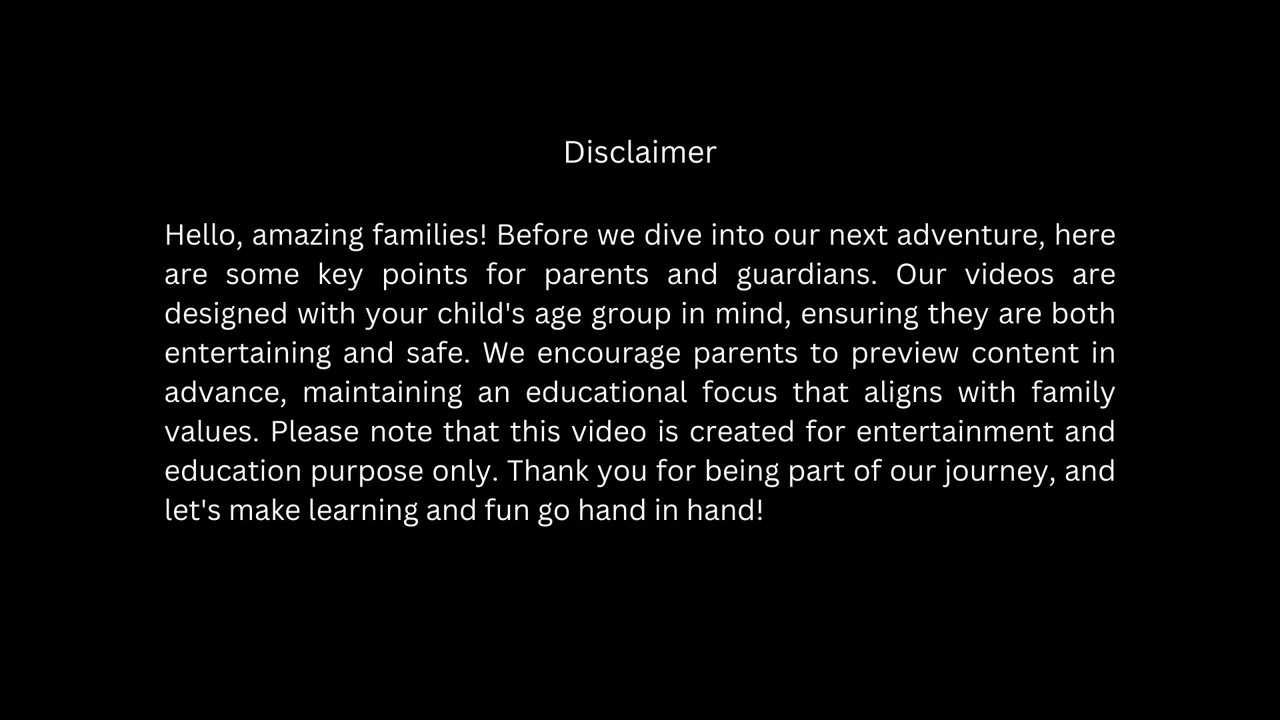 Disclaimer
Hello, amazing families! Before we dive into our next adventure, here
are some key points for parents and guardians. Our videos are
designed with your child's age group in mind, ensuring they are both
entertaining and safe. We encourage parents to preview content in
advance, maintaining an educational focus that aligns with family
values. Please note that this video is created for entertainment and
education purpose only. Thank you for being part of our journey, and
let's make learning and fun go hand in hand!